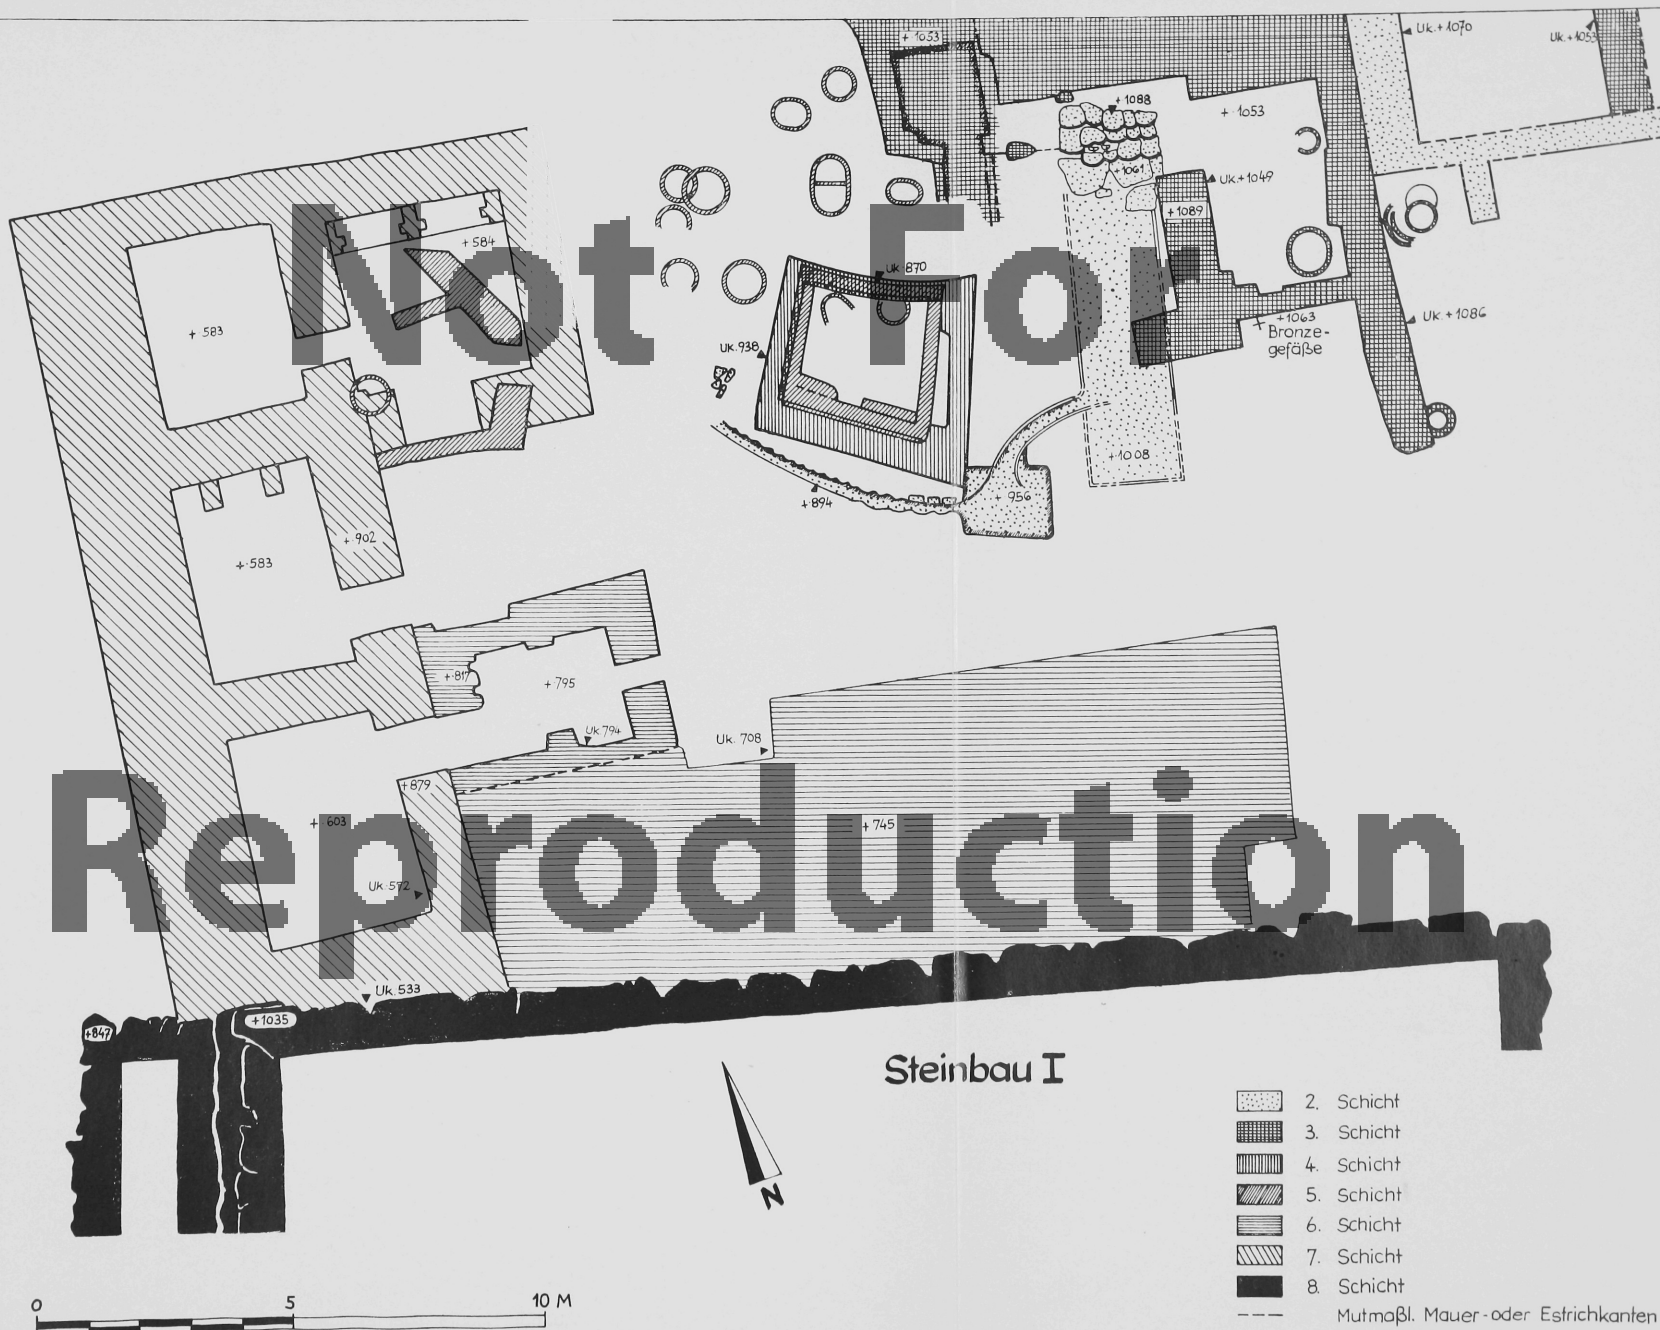 +1053
Uk.+1070
Uk.+1053
+1088
+1053
+1061
Uk.+1049
+1089
+584
Uk 870
+583
Uk.+1086
+1063
Bronze-
gefäße
Uk.938
Not For
+1008
+894
+956
+902
+583
+817
+795
Uk 794
Uk. 708
+879
+603
+745
Uk.572
Reproduction
Uk.533
+847
+1035
Steinbau I
2. Schicht
3. Schicht
4. Schicht
5. Schicht
6. Schicht
7. Schicht
8. Schicht
Mutmaßl. Mauer-oder Estrichkanten
N
0 5 10 M